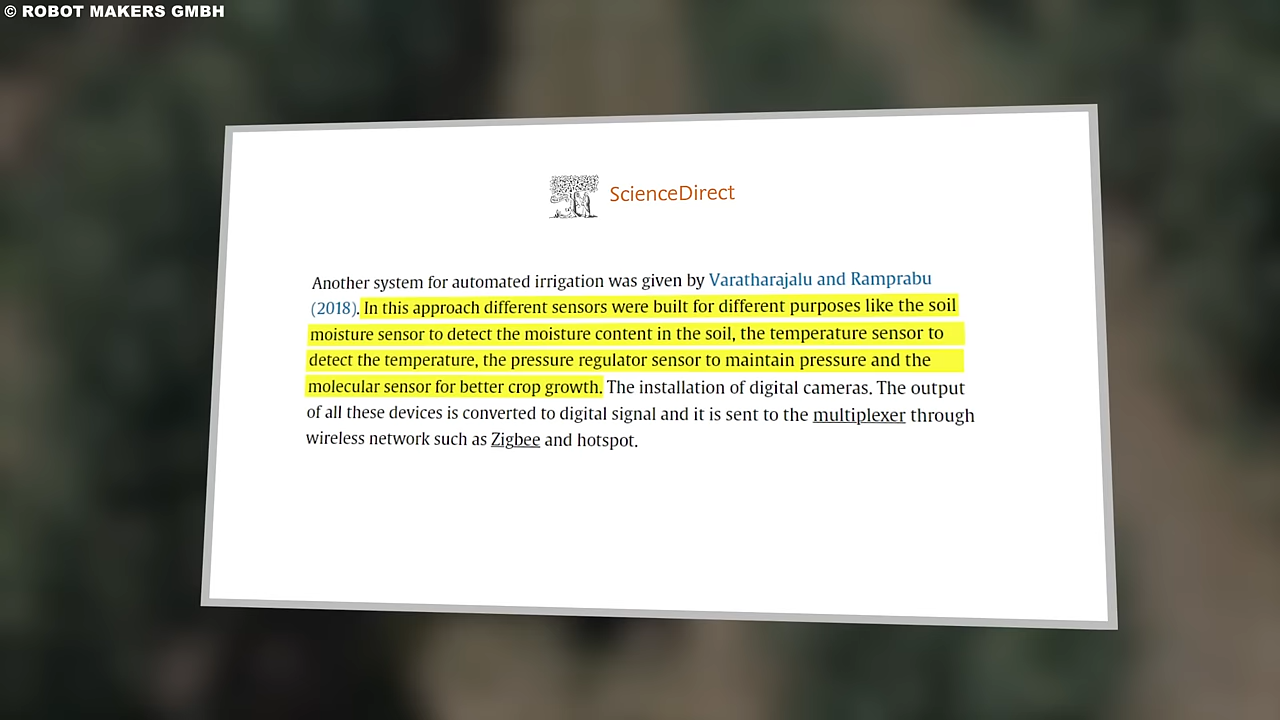 © ROBOT MAKERS GMBH
ScienceDirect
Another system for automated irrigation was given by Varatharajalu and Ramprabu
(2018). In this approach different sensors were built for different purposes like the soil
moisture sensor to detect the moisture content in the soil, the temperature sensor to
detect the temperature, the pressure regulator sensor to maintain pressure and the
molecular sensor for better crop growth. The installation of digital cameras. The output
of all these devices is converted to digital signal and it is sent to the multiplexer through
wireless network such as Zigbee and hotspot.